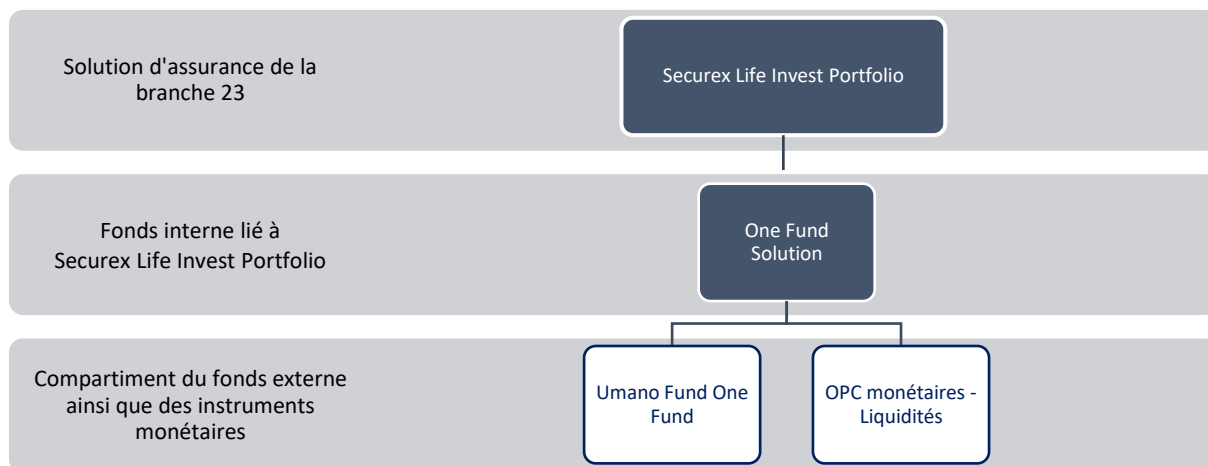 Solution d'assurance de la
branche 23
Securex Life Invest Portfolio
Fonds interne lié à
Securex Life Invest Portfolio
One Fund
Solution
Compartiment du fonds externe
ainsi que des instruments
monétaires
Umano Fund One
Fund
OPC monétaires -
Liquidités